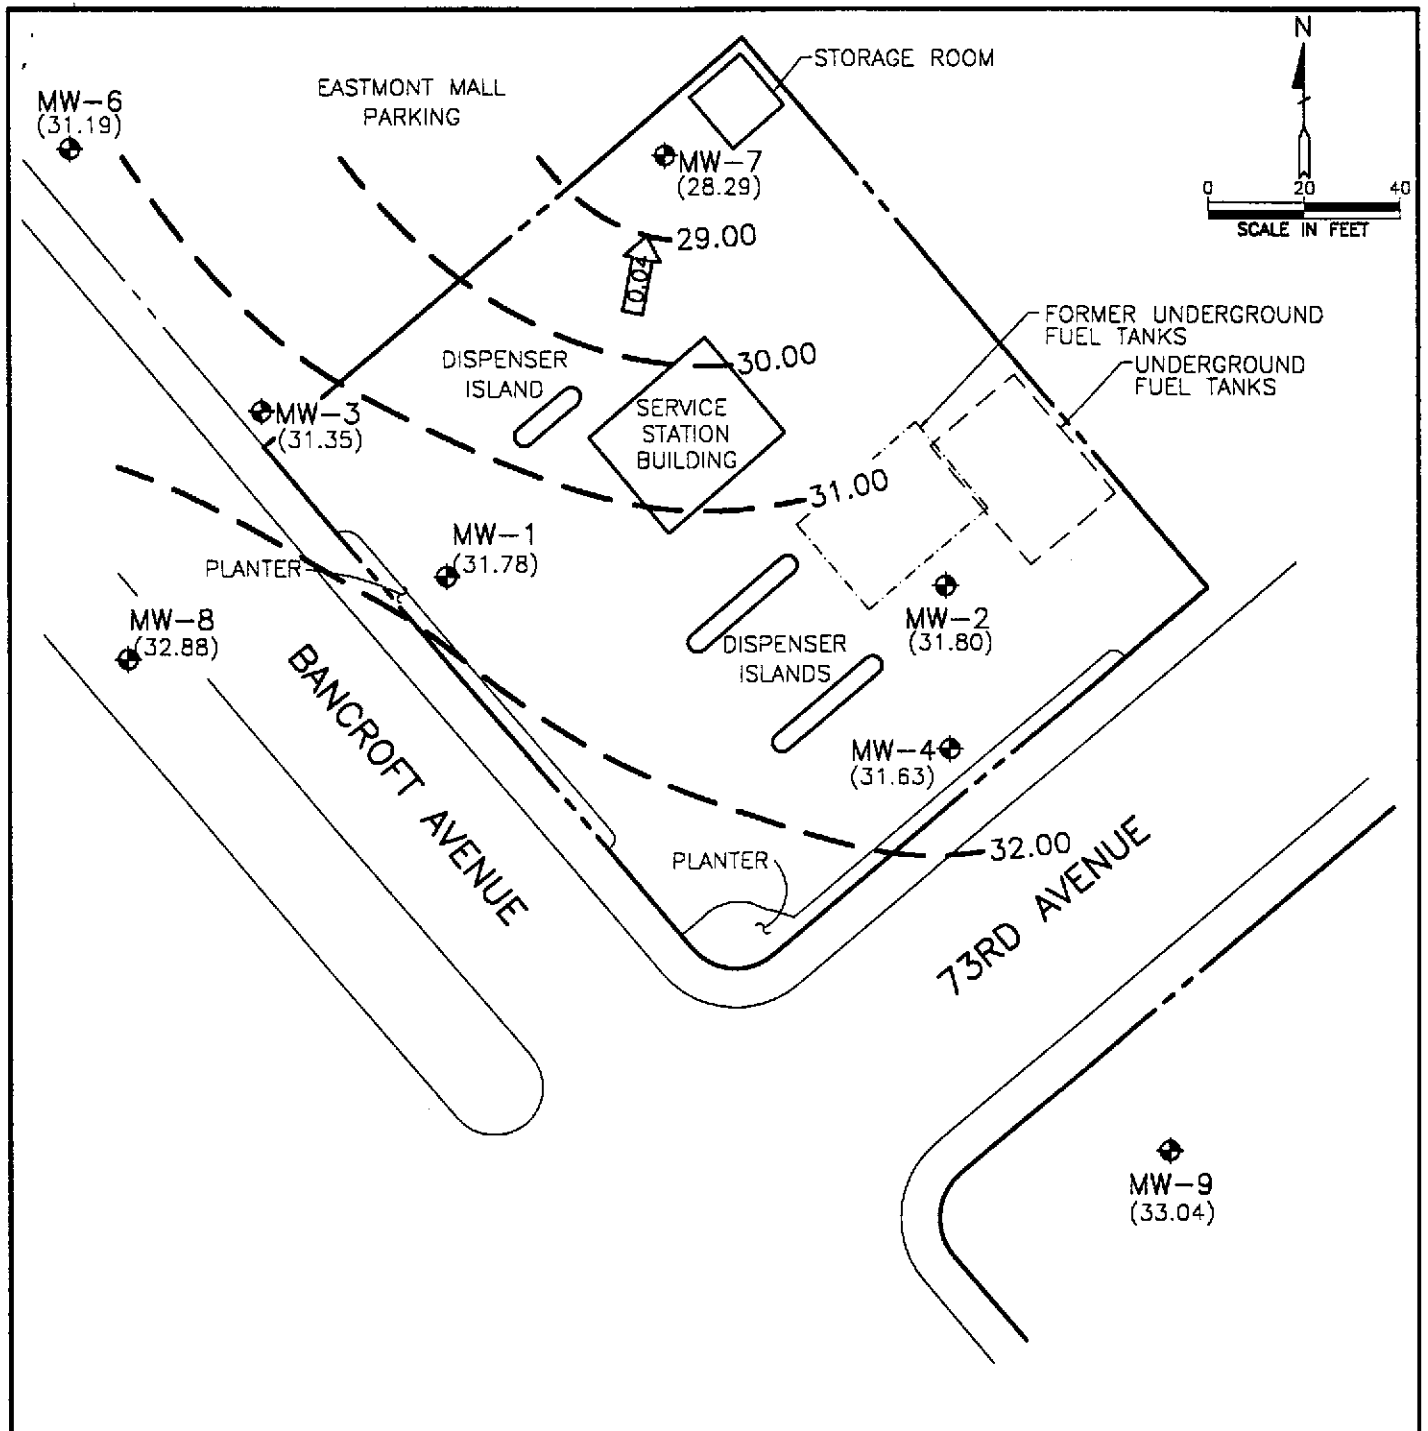 N
STORAGE ROOM
EASTMONT MALL
PARKING
MW-6
(31.19)
MW-7
(28.29)
0 20 40
SCALE IN FEET
29.00
0.04
FORMER UNDERGROUND
FUEL TANKS
UNDERGROUND
FUEL TANKS
30.00
DISPENSER
ISLAND
SERVICE
STATION
BUILDING
MW-3
(31.35)
31.00
MW-1
(31.78)
PLANTER
MW-8
(32.88)
MW-2
(31.80)
DISPENSER
ISLANDS
BANCROFT AVENUE
MW-4
(31.63)
32.00
PLANTER
73RD AVENUE
MW-9
(33.04)